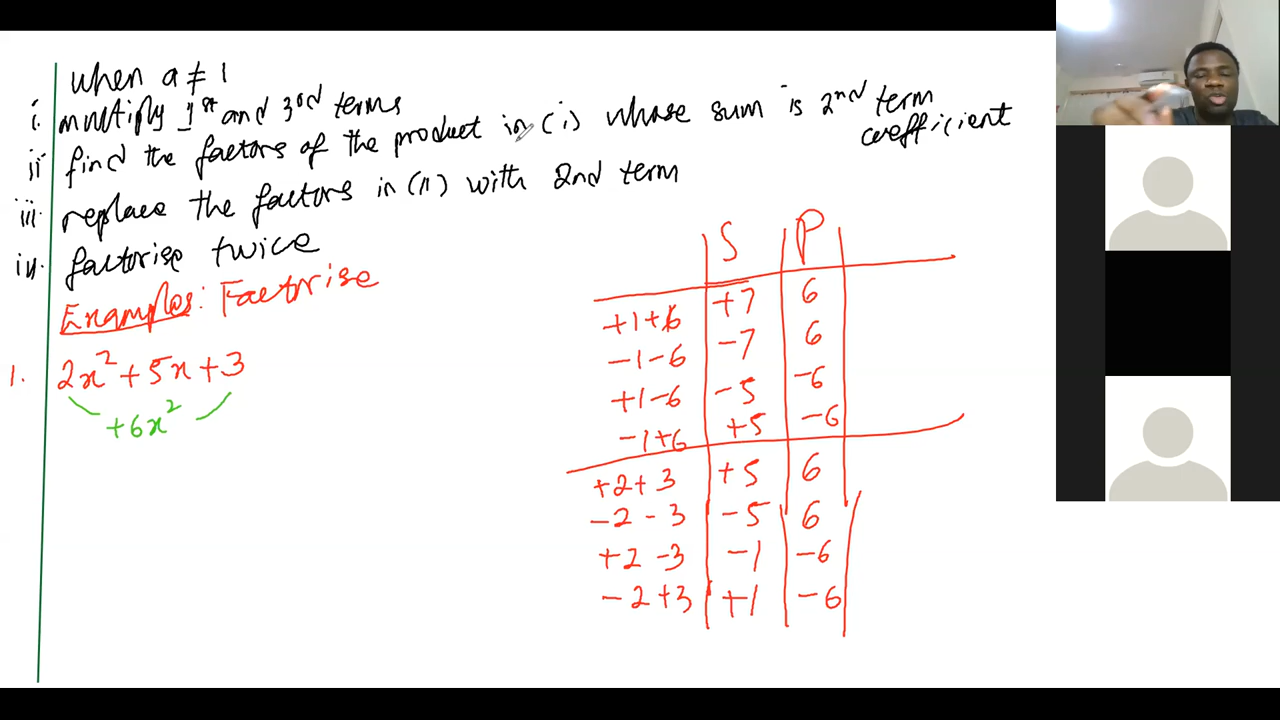 when a ≠ 1
i. multiply 1st and 3rd terms
ii find the factors of the product in (i) whose sum is 2nd term coefficient
iii. replace the factors in (ii) with 2nd term
iv. factorise twice
Examples: Factorise
1. 2x² + 5x + 3
+6x²
S P
+1+6 +7 6
-1-6 -7 6
+1-6 -5 -6
-1+6 +5 -6
+2+3 +5 6
-2-3 -5 6
+2-3 -1 -6
-2+3 +1 -6